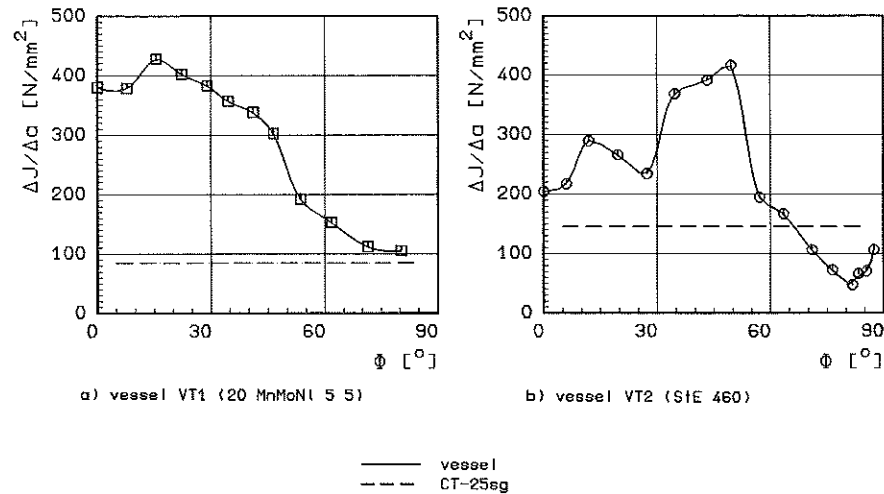 500
400
300
200
100
0
ΔJ/Δa [N/mm²]
0 30 60 90
Φ [°]
a) vessel VT1 (20 MnMoNi 5 5)
500
400
300
200
100
0
ΔJ/Δa [N/mm²]
0 30 60 90
Φ [°]
b) vessel VT2 (StE 460)
vessel
CT-25sg